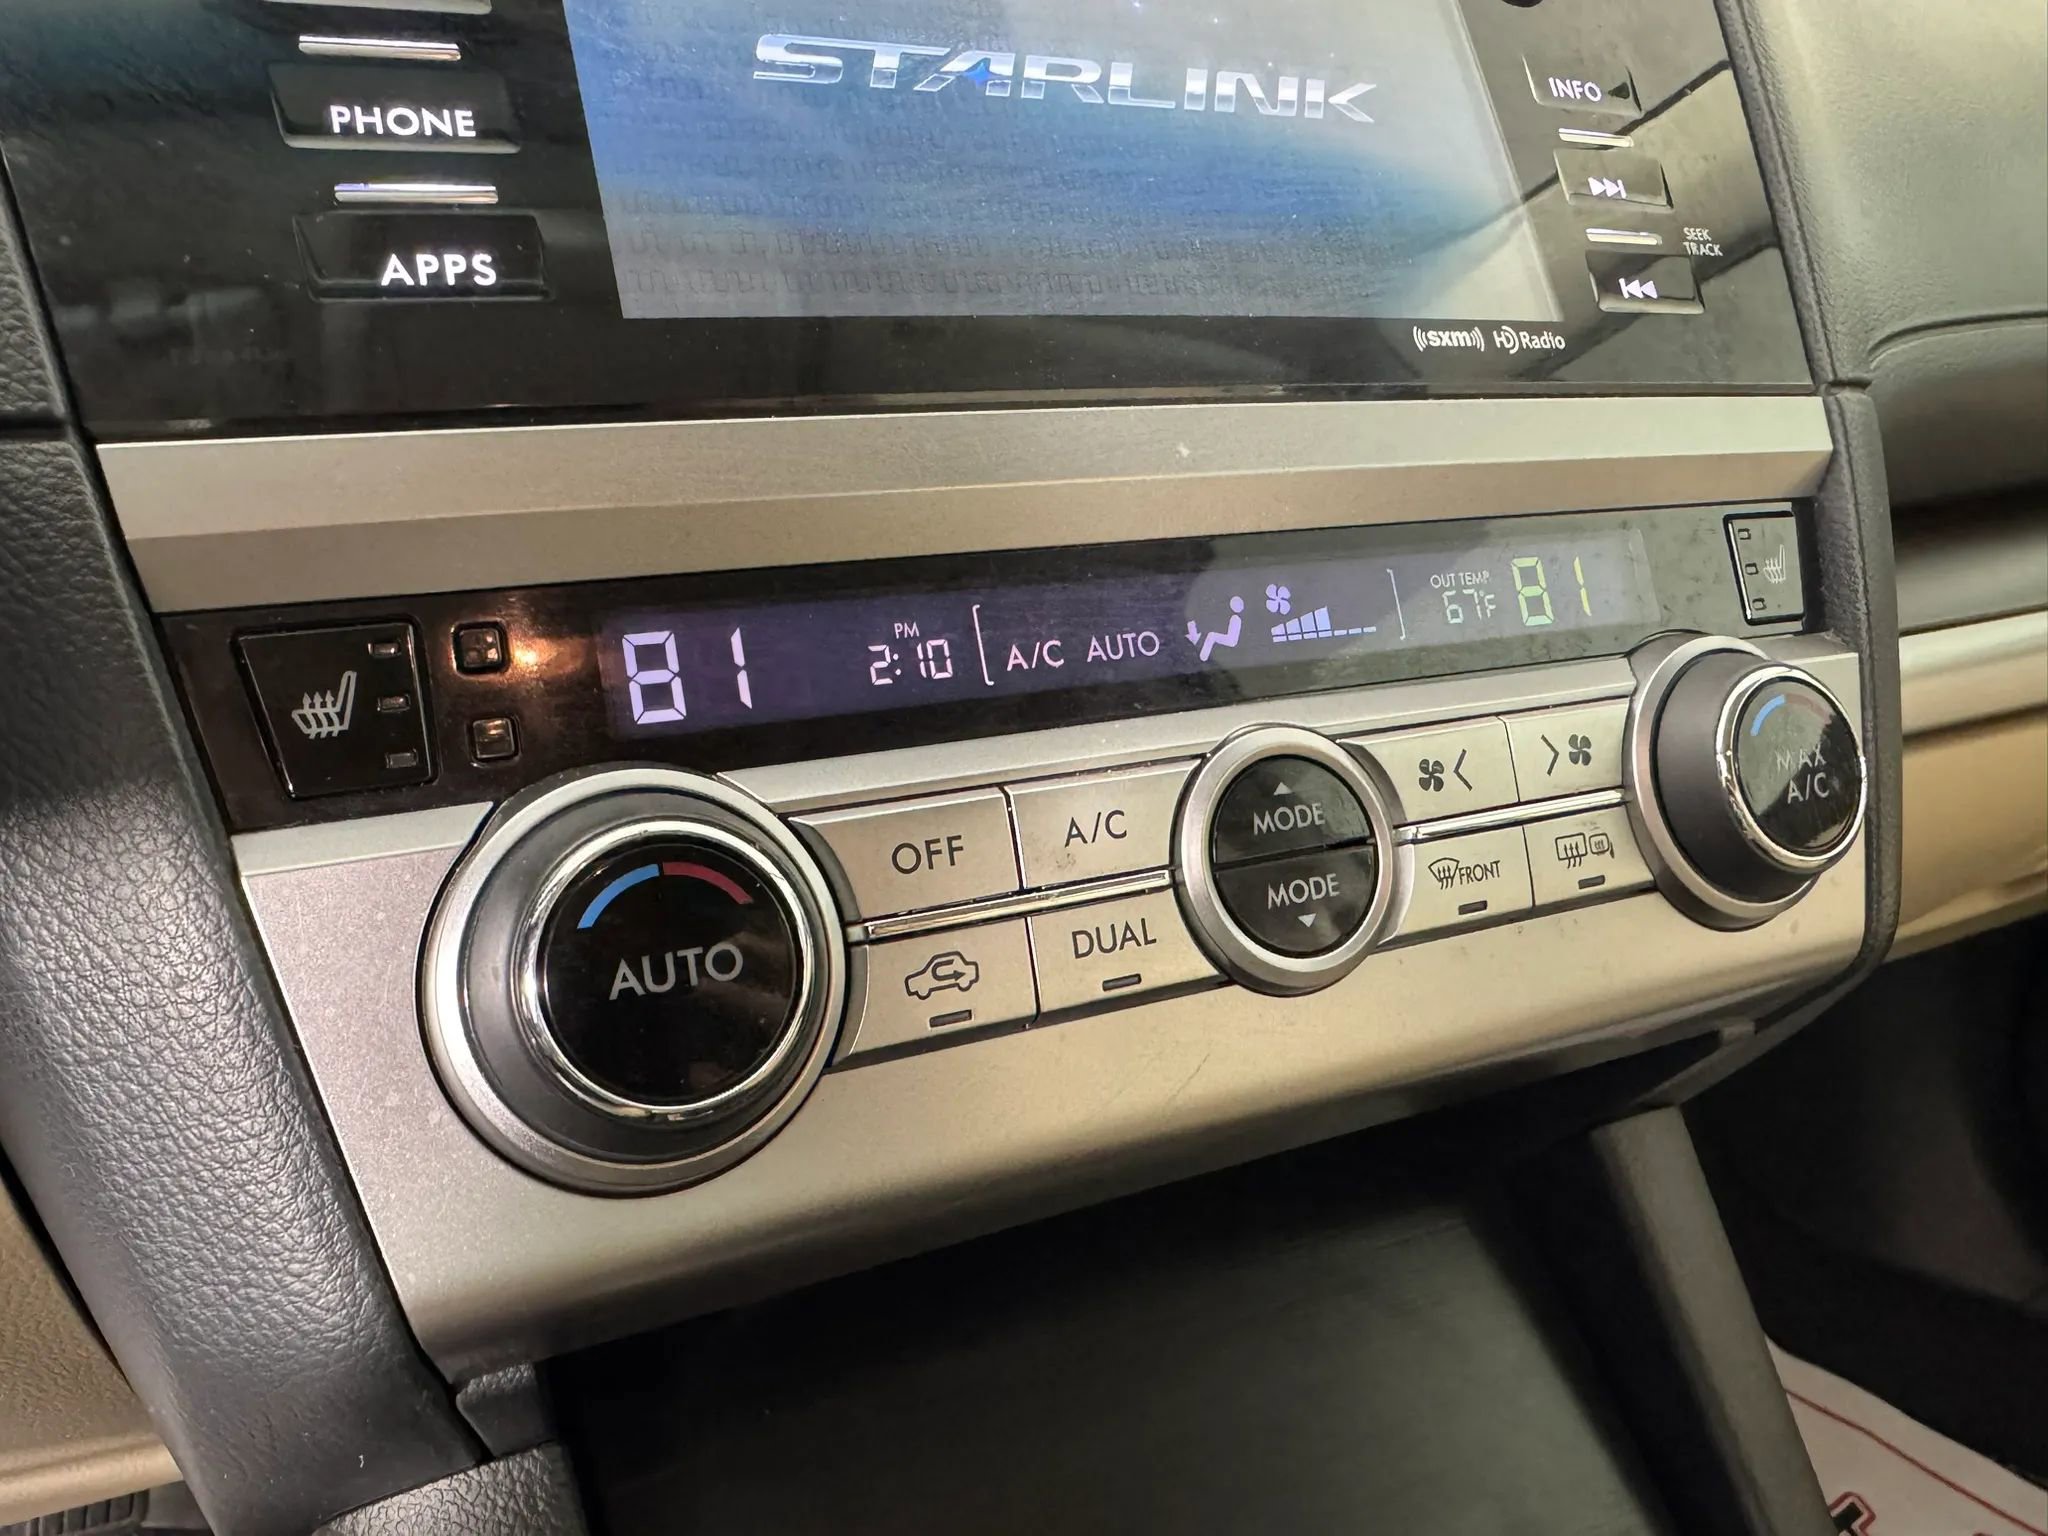 STARLINK
PHONE
APPS
INFO
SEEK
TRACK
((sxm)) HD Radio
81
PM
2:10
A/C AUTO
OUT TEMP.
67°F
81
AUTO
OFF
A/C
DUAL
MODE
MODE
FRONT
MAX
A/C